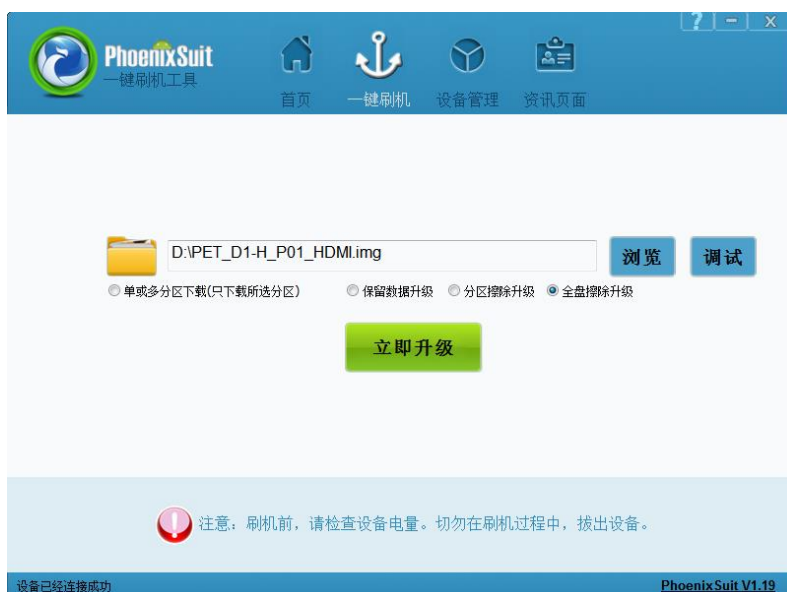 ? - x
PhoenixSuit
一键刷机工具
首页 一键刷机 设备管理 资讯页面
D:\PET_D1-H_P01_HDMI.img
浏览 调试
单或多分区下载(只下载所选分区) 保留数据升级 分区擦除升级 全盘擦除升级
立即升级
注意: 刷机前，请检查设备电量。切勿在刷机过程中，拔出设备。
设备已经连接成功 PhoenixSuit V1.19